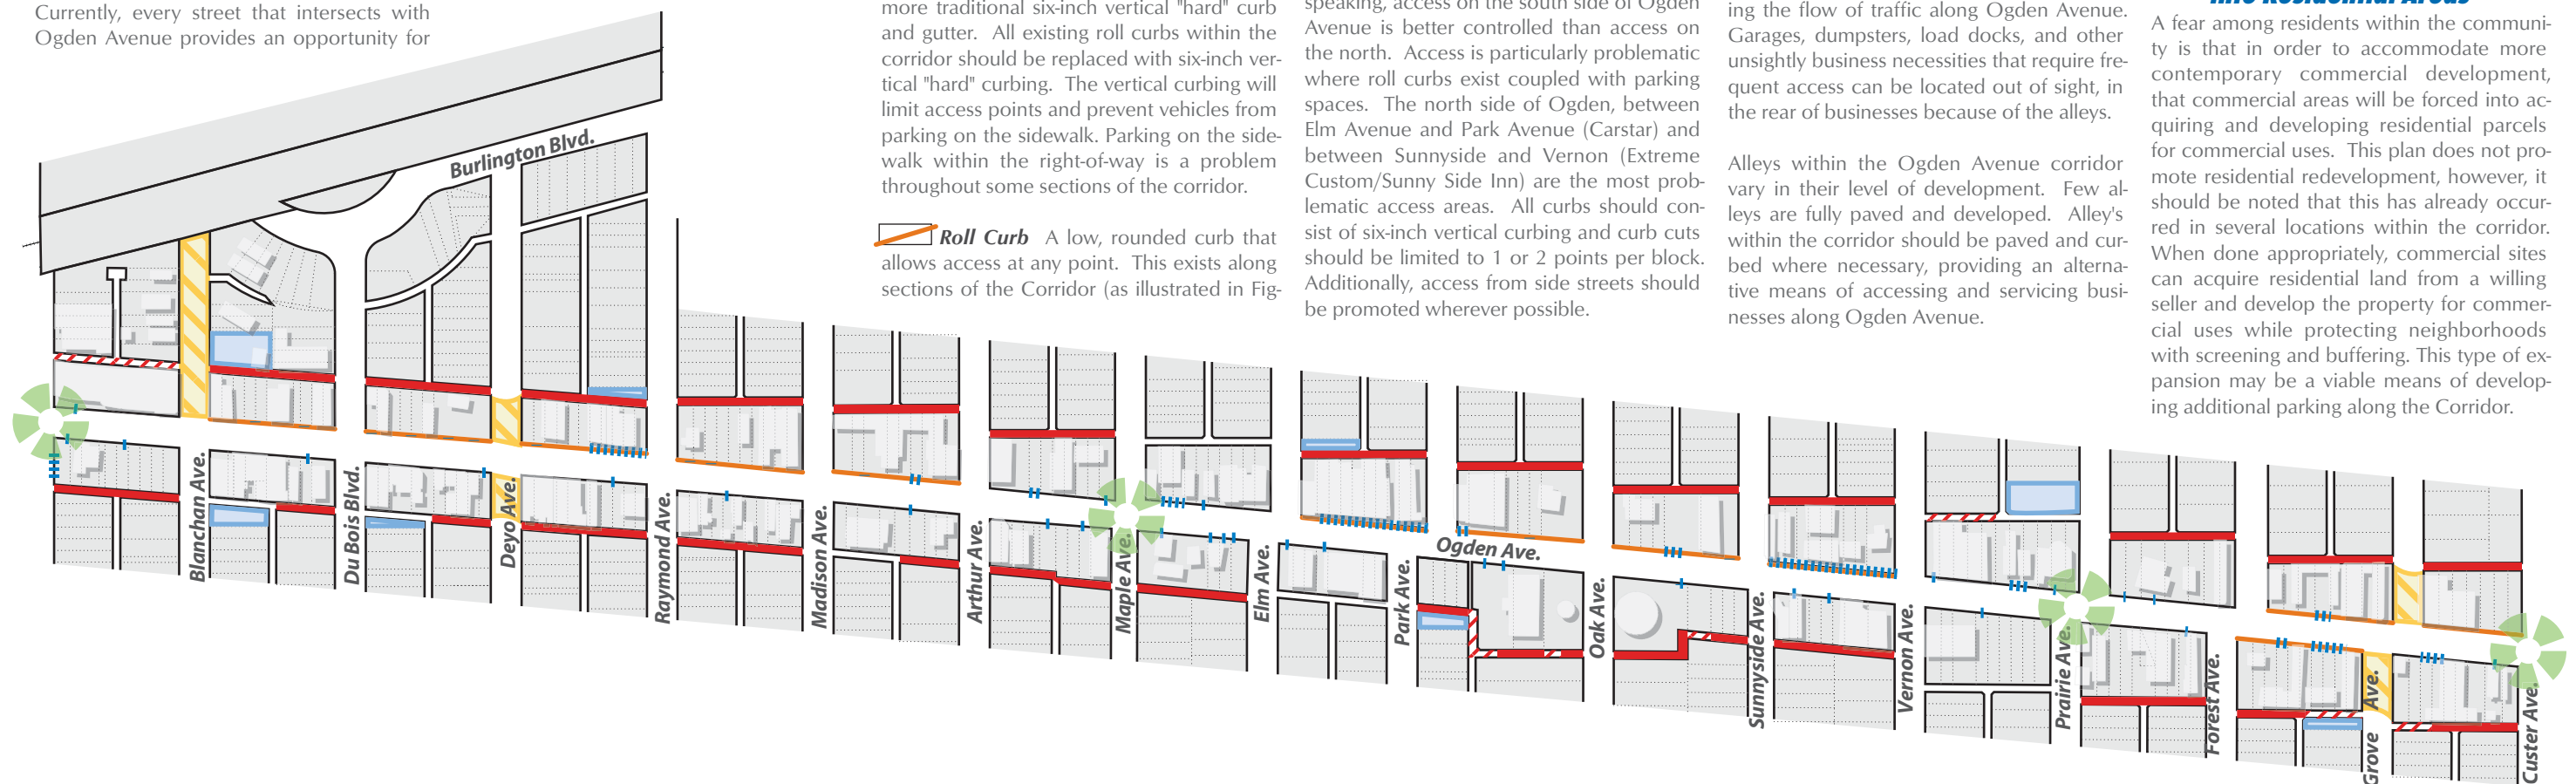 Currently, every street that intersects with
Ogden Avenue provides an opportunity for
more traditional six-inch vertical "hard" curb
and gutter. All existing roll curbs within the
corridor should be replaced with six-inch ver-
tical "hard" curbing. The vertical curbing will
limit access points and prevent vehicles from
parking on the sidewalk. Parking on the side-
walk within the right-of-way is a problem
throughout some sections of the corridor.
Roll Curb A low, rounded curb that
allows access at any point. This exists along
sections of the Corridor (as illustrated in Fig-
speaking, access on the south side of Ogden
Avenue is better controlled than access on
the north. Access is particularly problematic
where roll curbs exist coupled with parking
spaces. The north side of Ogden, between
Elm Avenue and Park Avenue (Carstar) and
between Sunnyside and Vernon (Extreme
Custom/Sunny Side Inn) are the most prob-
lematic access areas. All curbs should con-
sist of six-inch vertical curbing and curb cuts
should be limited to 1 or 2 points per block.
Additionally, access from side streets should
be promoted wherever possible.
ing the flow of traffic along Ogden Avenue.
Garages, dumpsters, load docks, and other
unsightly business necessities that require fre-
quent access can be located out of sight, in
the rear of businesses because of the alleys.
Alleys within the Ogden Avenue corridor
vary in their level of development. Few al-
leys are fully paved and developed. Alley's
within the corridor should be paved and cur-
bed where necessary, providing an alterna-
tive means of accessing and servicing busi-
nesses along Ogden Avenue.
into Residential Areas
A fear among residents within the communi-
ty is that in order to accommodate more
contemporary commercial development,
that commercial areas will be forced into ac-
quiring and developing residential parcels
for commercial uses. This plan does not pro-
mote residential redevelopment, however, it
should be noted that this has already occur-
red in several locations within the corridor.
When done appropriately, commercial sites
can acquire residential land from a willing
seller and develop the property for commer-
cial uses while protecting neighborhoods
with screening and buffering. This type of ex-
pansion may be a viable means of develop-
ing additional parking along the Corridor.
Burlington Blvd.
Blanchan Ave.
Du Bois Blvd.
Deyo Ave.
Raymond Ave.
Madison Ave.
Arthur Ave.
Maple Ave.
Elm Ave.
Park Ave.
Ogden Ave.
Oak Ave.
Sunnyside Ave.
Vernon Ave.
Prairie Ave.
Forest Ave.
Grove Ave.
Custer Ave.